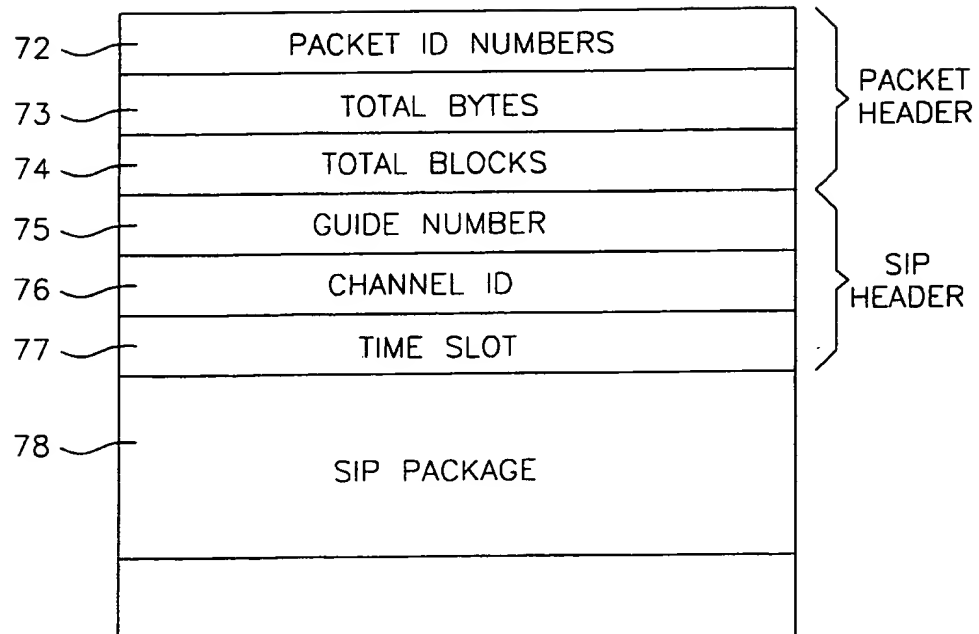 72 PACKET ID NUMBERS
73 TOTAL BYTES
74 TOTAL BLOCKS
PACKET
HEADER
75 GUIDE NUMBER
76 CHANNEL ID
77 TIME SLOT
SIP
HEADER
78 SIP PACKAGE